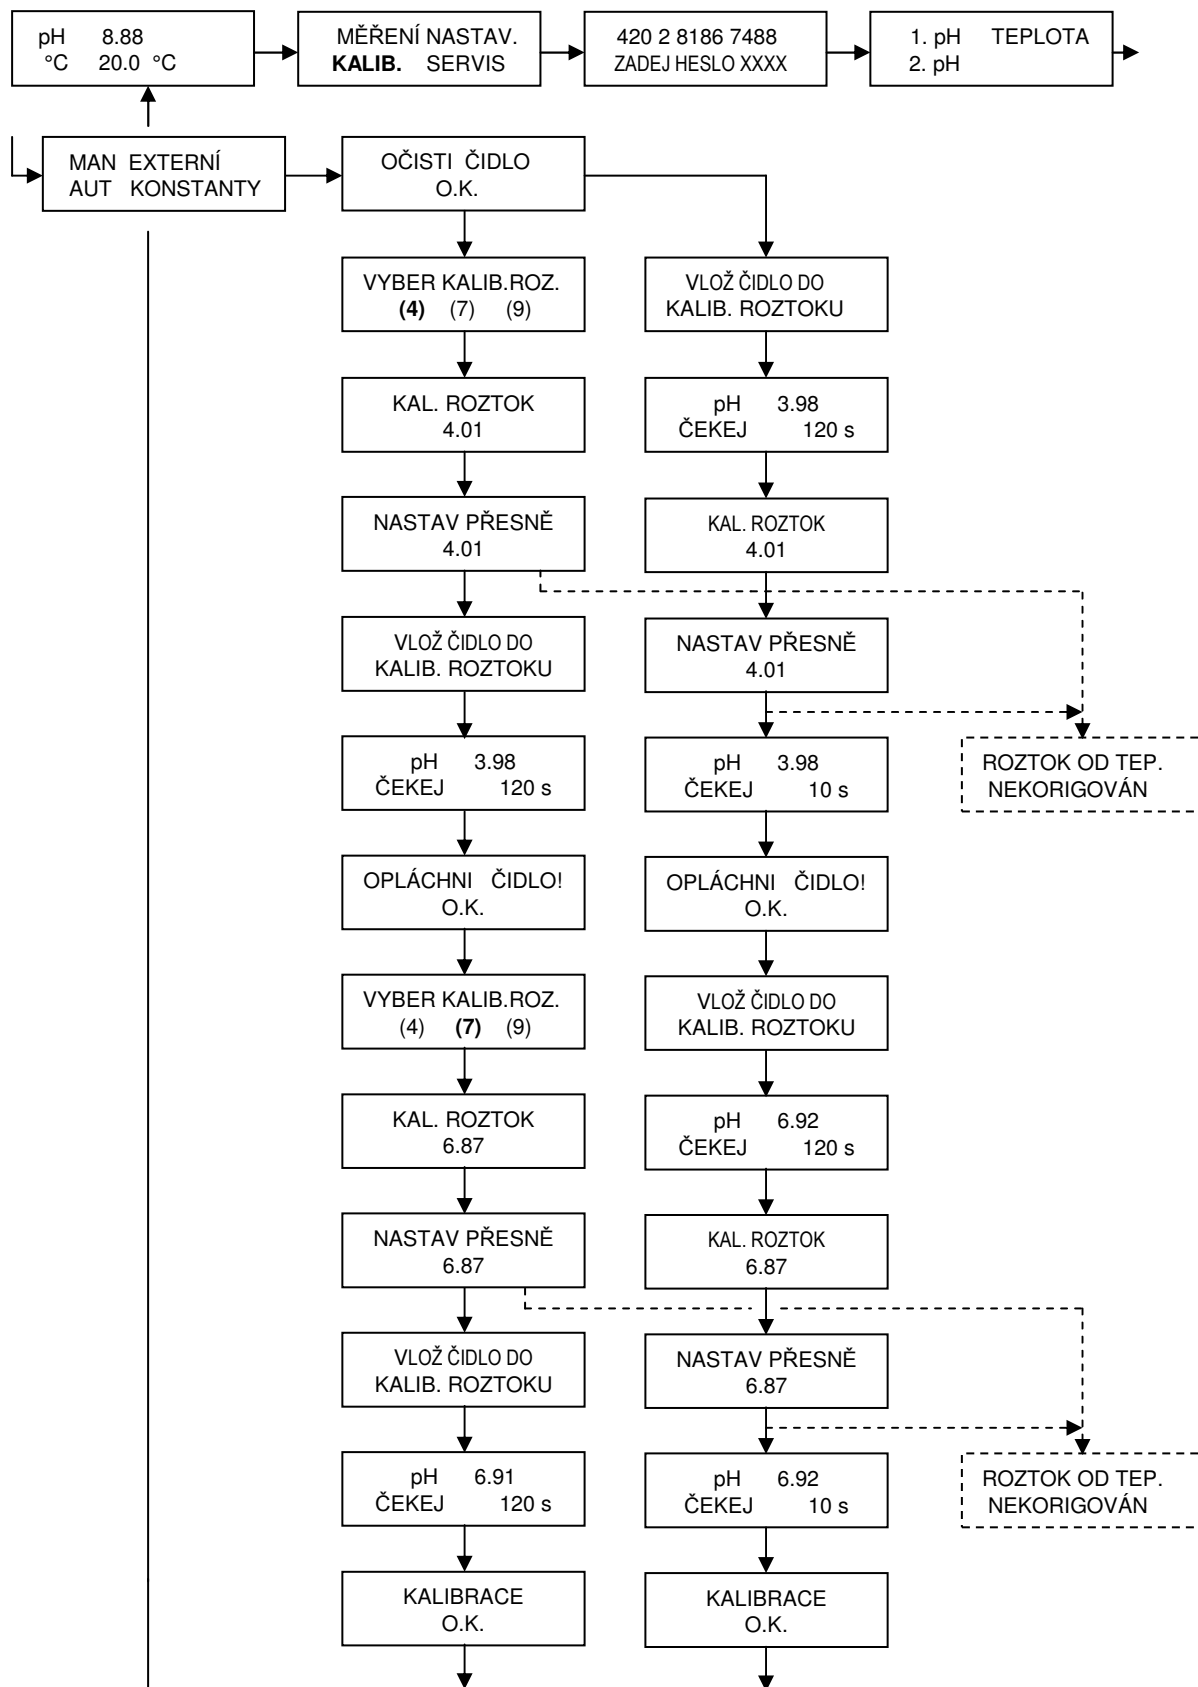 pH 8.88
°C 20.0 °C
MĚŘENÍ NASTAV.
KALIB. SERVIS
420 2 8186 7488
ZADEJ HESLO XXXX
1. pH TEPLOTA
2. pH
MAN EXTERNÍ
AUT KONSTANTY
OČISTI ČIDLO
O.K.
VYBER KALIB.ROZ.
(4) (7) (9)
KAL. ROZTOK
4.01
NASTAV PŘESNĚ
4.01
VLOŽ ČIDLO DO
KALIB. ROZTOKU
pH 3.98
ČEKEJ 120 s
OPLÁCHNI ČIDLO!
O.K.
VYBER KALIB.ROZ.
(4) (7) (9)
KAL. ROZTOK
6.87
NASTAV PŘESNĚ
6.87
VLOŽ ČIDLO DO
KALIB. ROZTOKU
pH 6.91
ČEKEJ 120 s
KALIBRACE
O.K.
VLOŽ ČIDLO DO
KALIB. ROZTOKU
pH 3.98
ČEKEJ 120 s
KAL. ROZTOK
4.01
NASTAV PŘESNĚ
4.01
pH 3.98
ČEKEJ 10 s
OPLÁCHNI ČIDLO!
O.K.
VLOŽ ČIDLO DO
KALIB. ROZTOKU
pH 6.92
ČEKEJ 120 s
KAL. ROZTOK
6.87
NASTAV PŘESNĚ
6.87
pH 6.92
ČEKEJ 10 s
KALIBRACE
O.K.
ROZTOK OD TEP.
NEKORIGOVÁN
ROZTOK OD TEP.
NEKORIGOVÁN